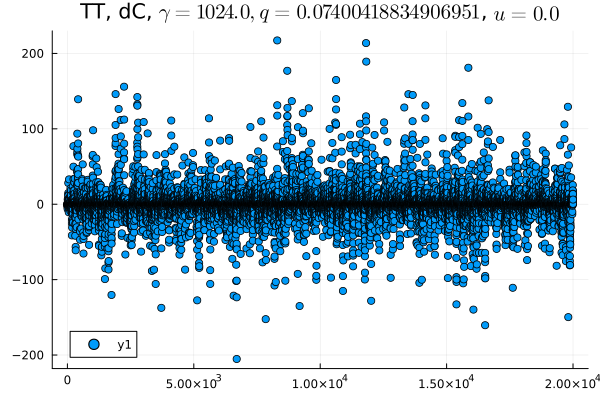 TT, dC, γ = 1024.0, q = 0.07400418834906951, u = 0.0
200
100
0
−100
−200
y1
0 5.00×10³ 1.00×10⁴ 1.50×10⁴ 2.00×10⁴